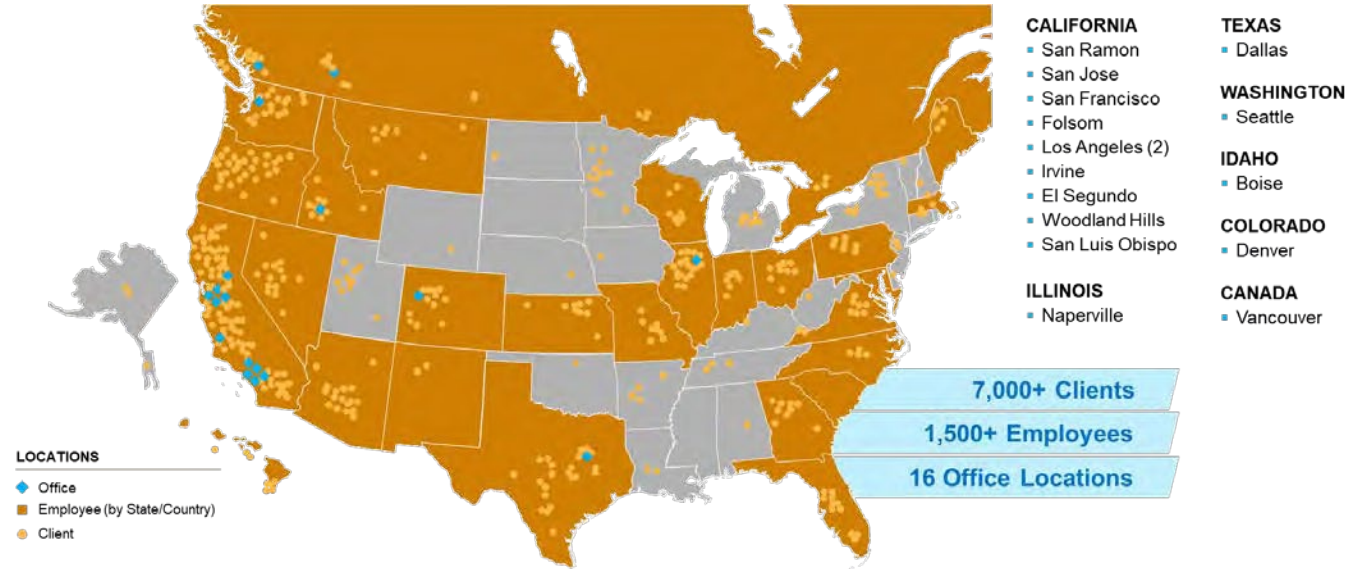 CALIFORNIA
San Ramon
San Jose
San Francisco
Folsom
Los Angeles (2)
Irvine
El Segundo
Woodland Hills
San Luis Obispo
ILLINOIS
Naperville
TEXAS
Dallas
WASHINGTON
Seattle
IDAHO
Boise
COLORADO
Denver
CANADA
Vancouver
7,000+ Clients
1,500+ Employees
16 Office Locations
LOCATIONS
Office
Employee (by State/Country)
Client